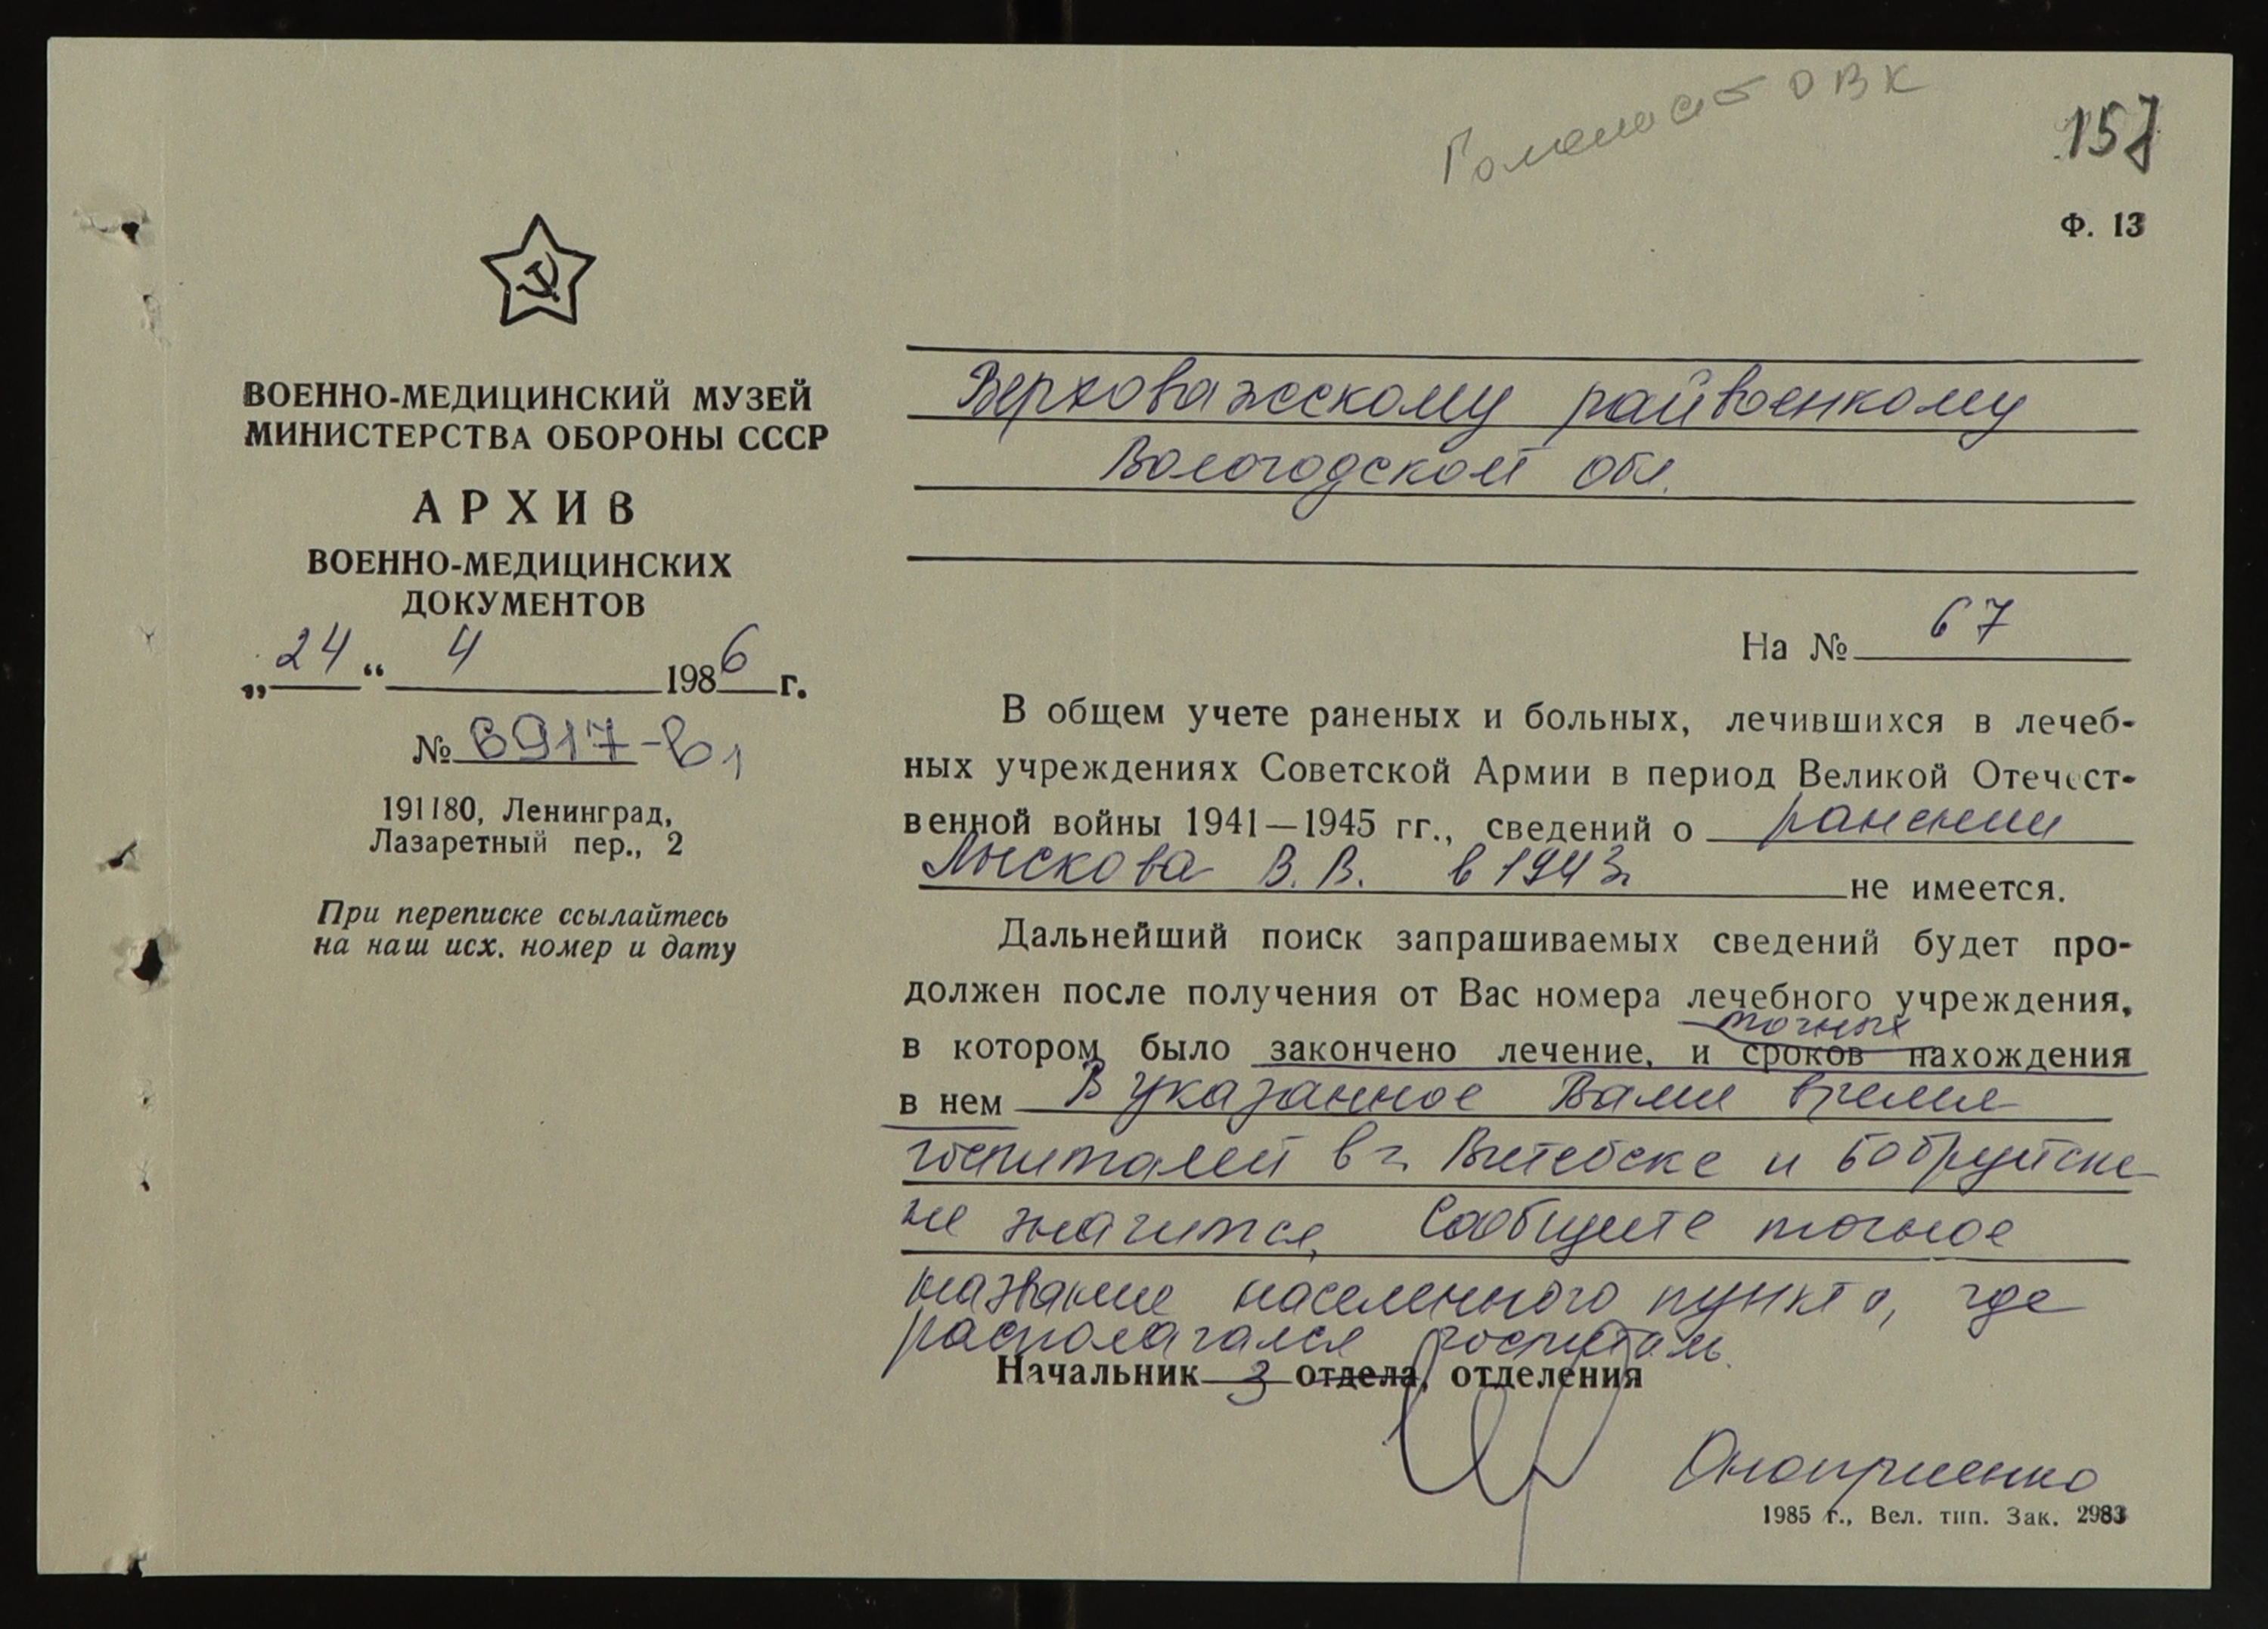 ОВК
157
Ф. 13
ВОЕННО-МЕДИЦИНСКИЙ МУЗЕЙ
МИНИСТЕРСТВА ОБОРОНЫ СССР
АРХИВ
ВОЕННО-МЕДИЦИНСКИХ
ДОКУМЕНТОВ
„24“ 4 1986 г.
№ 6917-в1
191180, Ленинград,
Лазаретный пер., 2
При переписке ссылайтесь
на наш исх. номер и дату
Верховажскому райвоенкому
Вологодской обл.
На № 67
В общем учете раненых и больных, лечившихся в лечеб-
ных учреждениях Советской Армии в период Великой Отечест-
венной войны 1941—1945 гг., сведений о ранении
Лыскова В. В. в 1943г не имеется.
Дальнейший поиск запрашиваемых сведений будет про-
должен после получения от Вас номера лечебного учреждения,
точных
в котором было закончено лечение, и сроков нахождения
в нем В указанное Вами время
госпиталей в г. Витебске и Бобруйске
не значится. Сообщите точное
название населенного пункта, где
располагался госпиталь.
Начальник 3 отдела, отделения
Оноприенко
1985 г., Вел. тип. Зак. 2983